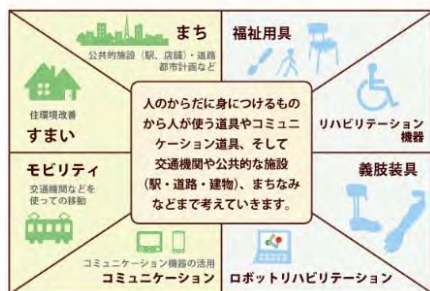 まち
公共的施設（駅、店舗）・道路
都市計画など
福祉用具
住環境改善
すまい
リハビリテーション
機器
人のからだに身につけるもの
から人が使う道具やコミュニ
ケーション道具、そして
交通機関や公共的な施設
（駅・道路・建物）、まちなみ
などまで考えていきます。
モビリティ
交通機関などを
使っての移動
義肢装具
コミュニケーション機器の活用
コミュニケーション
ロボットリハビリテーション